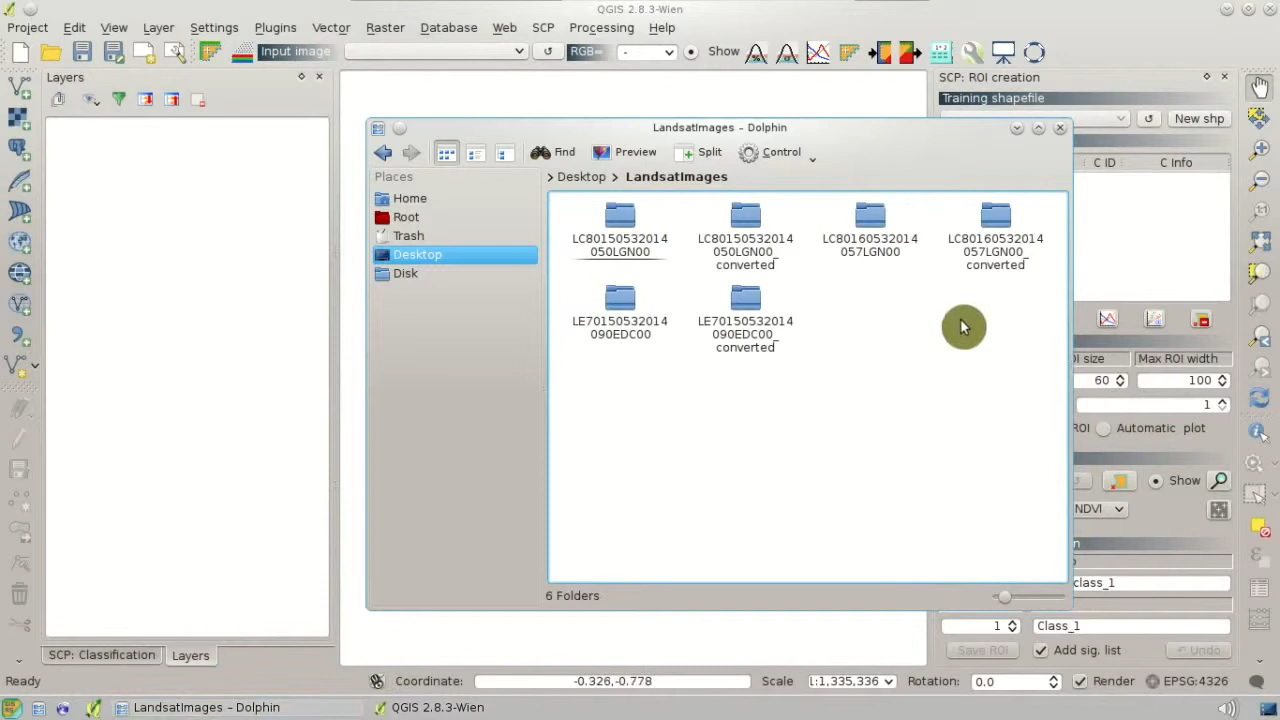 QGIS 2.8.3-Wien
Project Edit View Layer Settings Plugins Vector Raster Database Web SCP Processing Help
Input image RGB= - Show
Layers
SCP: ROI creation
Training shapefile
New shp
LandsatImages – Dolphin
Find Preview Split Control
Places
Desktop > LandsatImages
C ID C Info
Home
Root
Trash
Desktop
Disk
LC80150532014
050LGN00
LC80150532014
050LGN00_
converted
LC80160532014
057LGN00
LC80160532014
057LGN00_
converted
LE70150532014
090EDC00
LE70150532014
090EDC00_
converted
OI size Max ROI width
60 100
1
ROI Automatic plot
Show
NDVI
class_1
6 Folders
1 Class_1
Save ROI Add sig. list Undo
SCP: Classification Layers
Ready Coordinate: -0.326,-0.778 Scale 1:1,335,336 Rotation: 0.0 Render EPSG:4326
LandsatImages – Dolphin QGIS 2.8.3-Wien